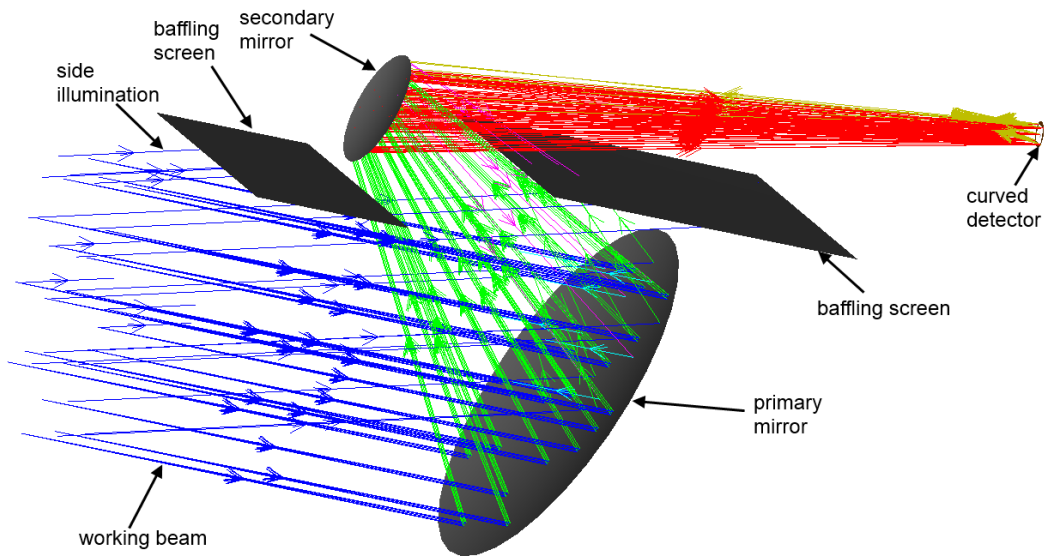 secondary
mirror
baffling
screen
side
illumination
curved
detector
baffling screen
primary
mirror
working beam